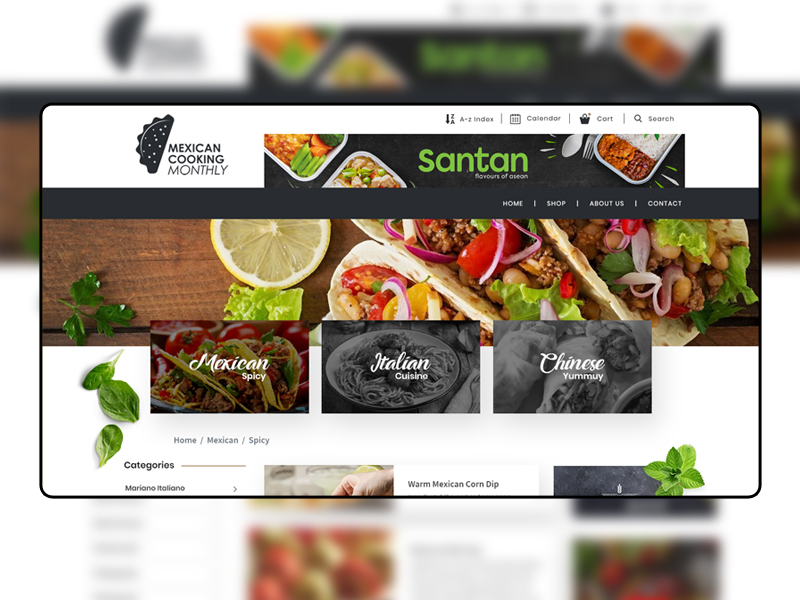 A-z Index
Calendar
Cart
Search
MEXICAN
COOKING
MONTHLY
Santan
flavours of asean
HOME
SHOP
ABOUT US
CONTACT
Mexican
Spicy
Italian
Cuisine
Chinese
Yummuy
Home / Mexican / Spicy
Categories
Mariano Italiano
Warm Mexican Corn Dip